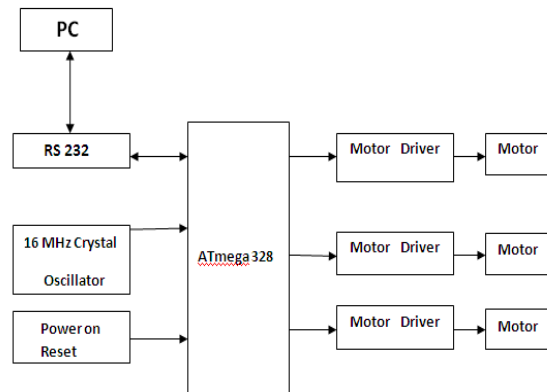 PC
RS 232
16 MHz Crystal
Oscillator
Power on
Reset
ATmega 328
Motor Driver
Motor
Motor Driver
Motor
Motor Driver
Motor